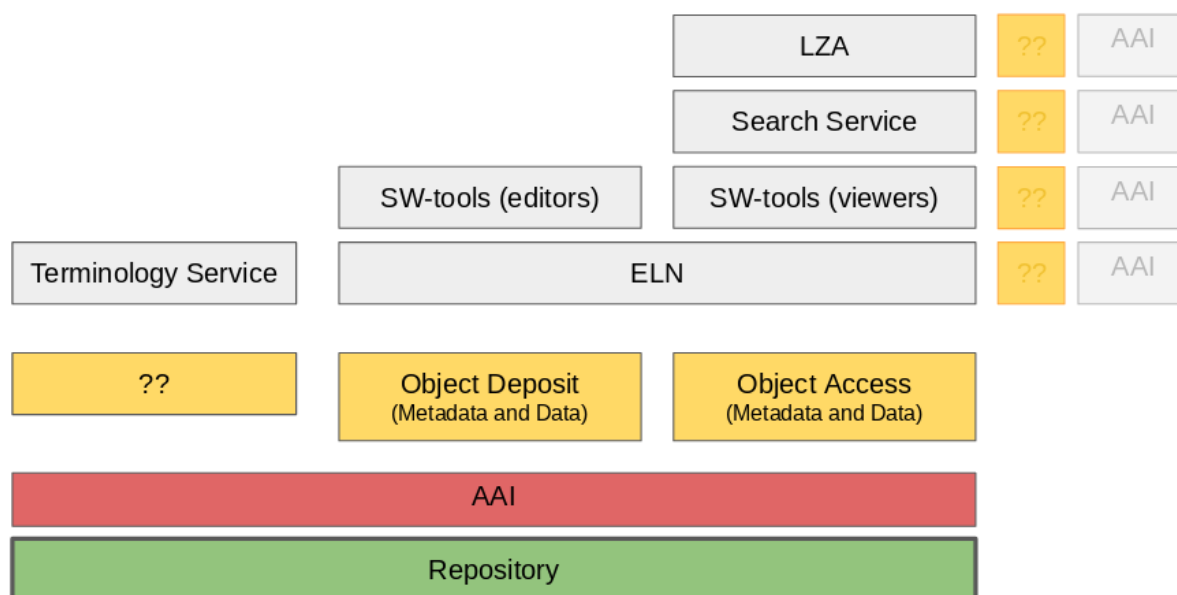 LZA ?? AAI
Search Service ?? AAI
SW-tools (editors) SW-tools (viewers) ?? AAI
Terminology Service ELN ?? AAI
?? Object Deposit Object Access
(Metadata and Data) (Metadata and Data)
AAI
Repository